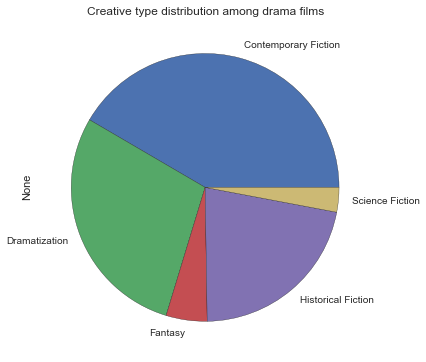 Creative type distribution among drama films
Contemporary Fiction
None
Science Fiction
Dramatization
Historical Fiction
Fantasy